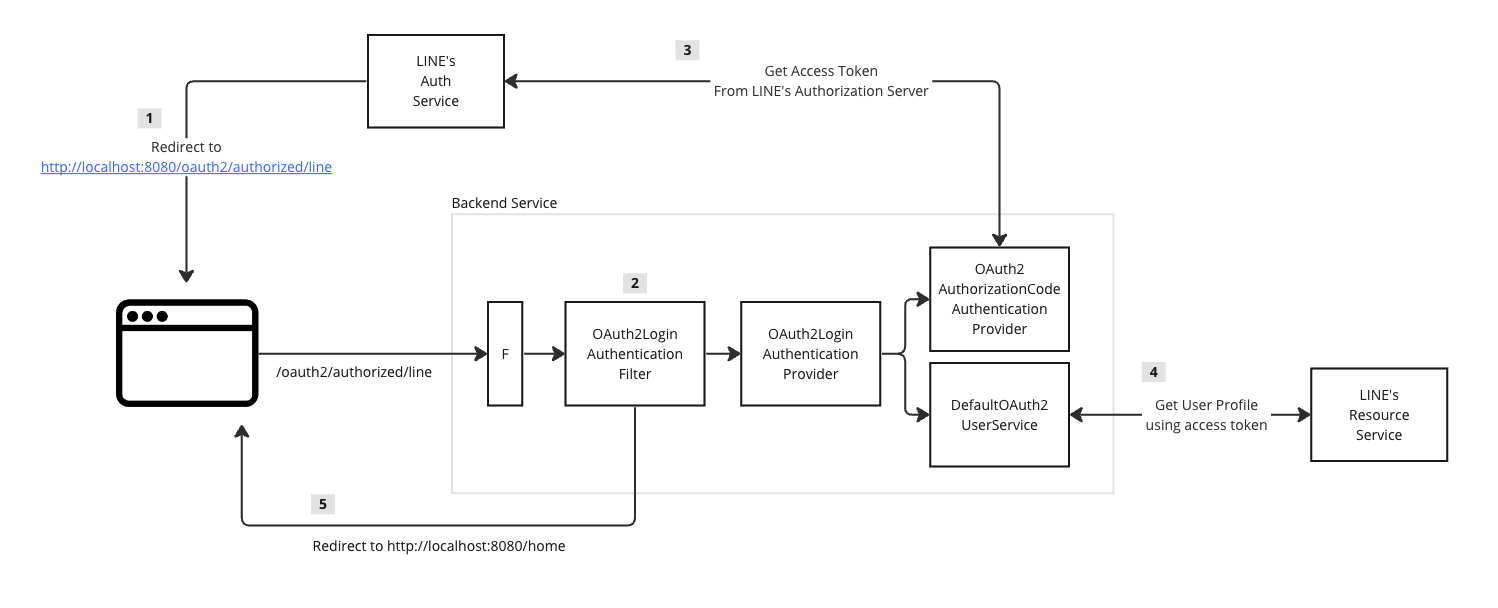 LINE's
Auth
Service
3
Get Access Token
From LINE's Authorization Server
1
Redirect to
http://localhost:8080/oauth2/authorized/line
Backend Service
/oauth2/authorized/line
F
2
OAuth2Login
Authentication
Filter
OAuth2Login
Authentication
Provider
OAuth2
AuthorizationCode
Authentication
Provider
DefaultOAuth2
UserService
4
Get User Profile
using access token
LINE's
Resource
Service
5
Redirect to http://localhost:8080/home